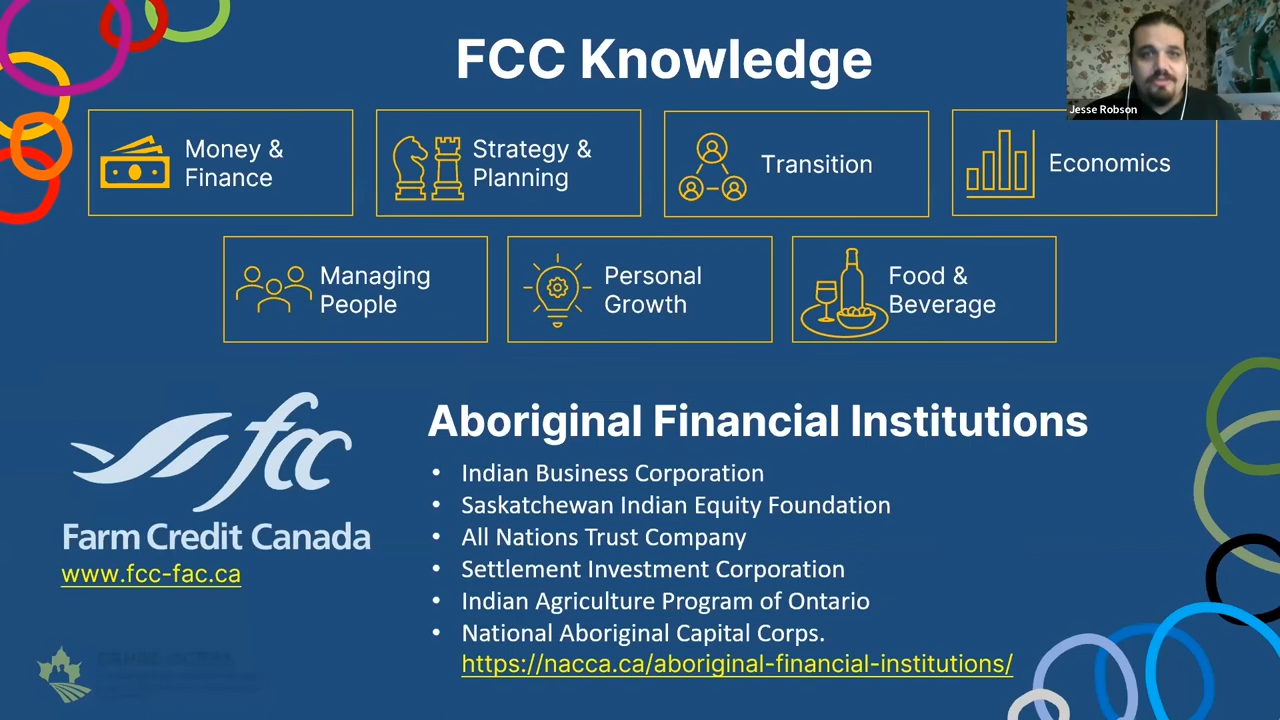 FCC Knowledge
Jesse Robson
Money &
Finance
Strategy &
Planning
Transition
Economics
Managing
People
Personal
Growth
Food &
Beverage
fcc
Farm Credit Canada
www.fcc-fac.ca
Aboriginal Financial Institutions
• Indian Business Corporation
• Saskatchewan Indian Equity Foundation
• All Nations Trust Company
• Settlement Investment Corporation
• Indian Agriculture Program of Ontario
• National Aboriginal Capital Corps.
https://nacca.ca/aboriginal-financial-institutions/